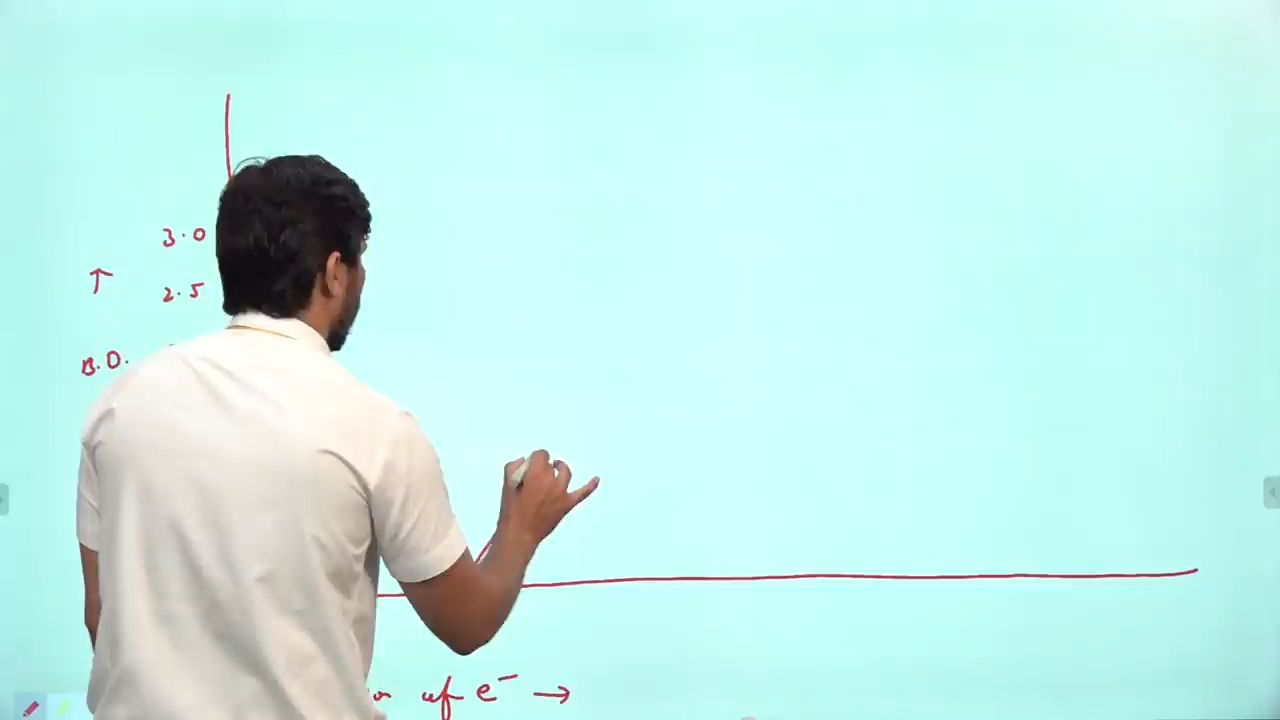 3.0
↑
2.5
B.O.
of e⁻ →